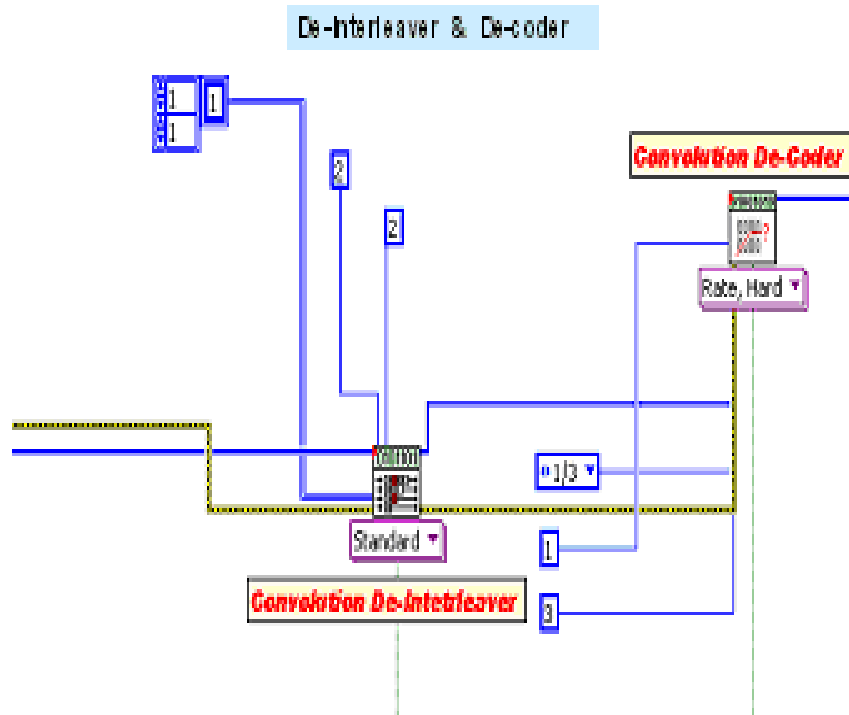 De-Interleaver & De-coder
1
1
1
2
2
Convolution De-Coder
Rate, Hard
1/3
Standard
1
Convolution De-Intetrleaver
3